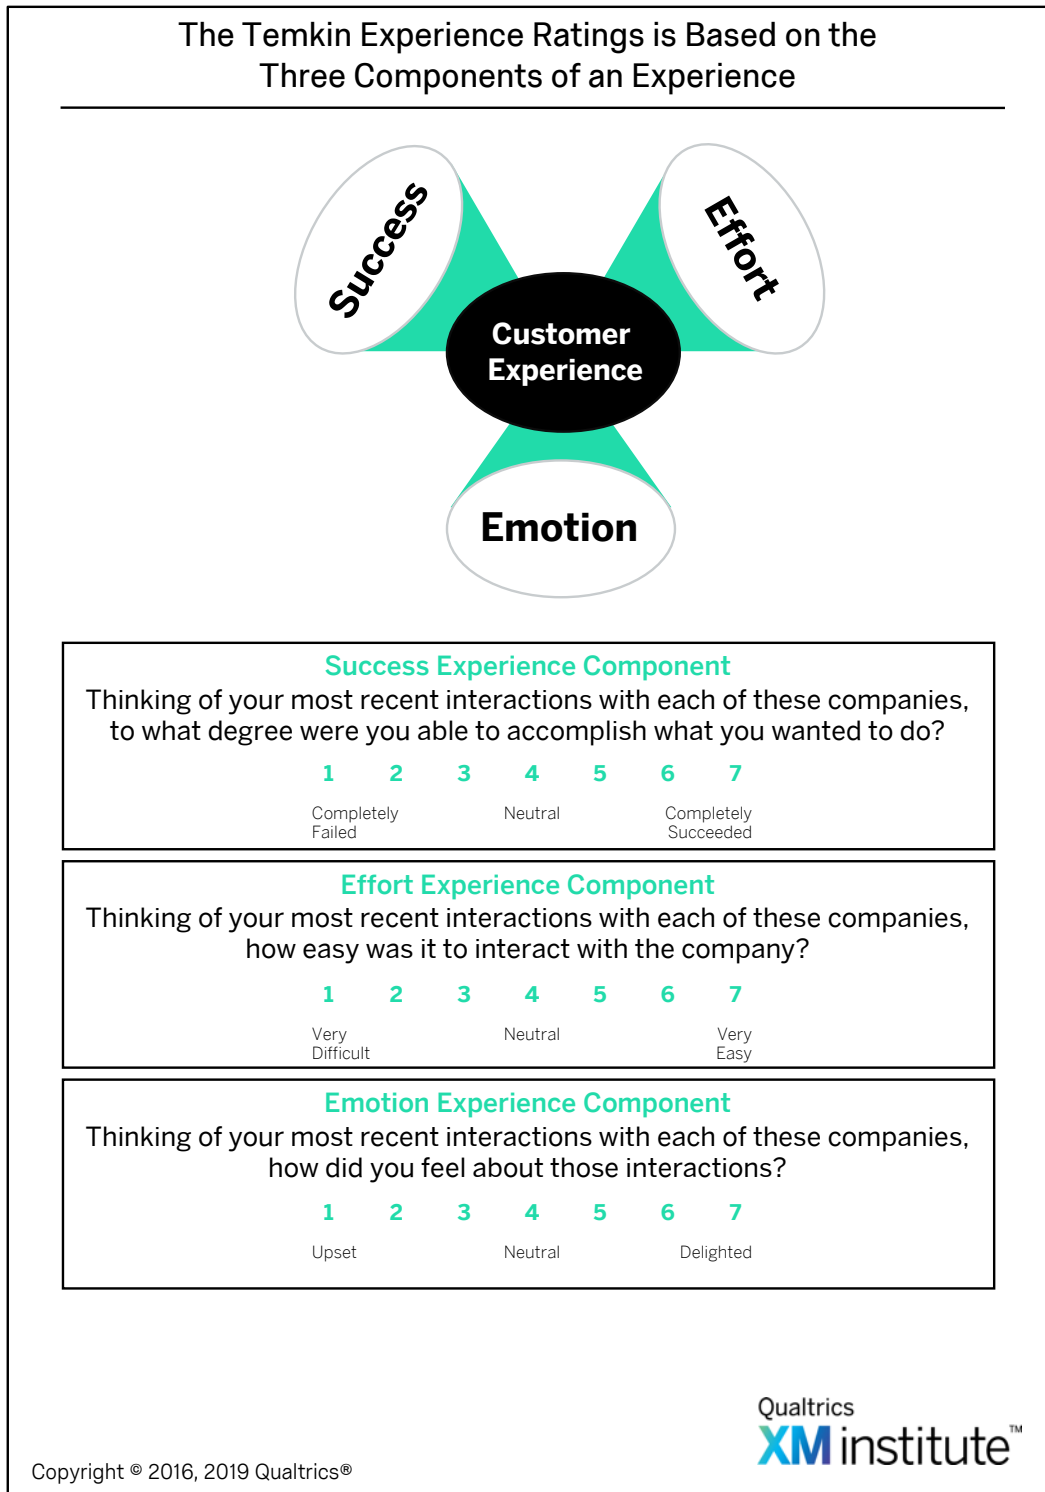 The Temkin Experience Ratings is Based on the
Three Components of an Experience
Success
Effort
Customer
Experience
Emotion
Success Experience Component
Thinking of your most recent interactions with each of these companies,
to what degree were you able to accomplish what you wanted to do?
1 2 3 4 5 6 7
Completely Neutral Completely
Failed Succeeded
Effort Experience Component
Thinking of your most recent interactions with each of these companies,
how easy was it to interact with the company?
1 2 3 4 5 6 7
Very Neutral Very
Difficult Easy
Emotion Experience Component
Thinking of your most recent interactions with each of these companies,
how did you feel about those interactions?
1 2 3 4 5 6 7
Upset Neutral Delighted
Qualtrics
XM institute™
Copyright © 2016, 2019 Qualtrics®